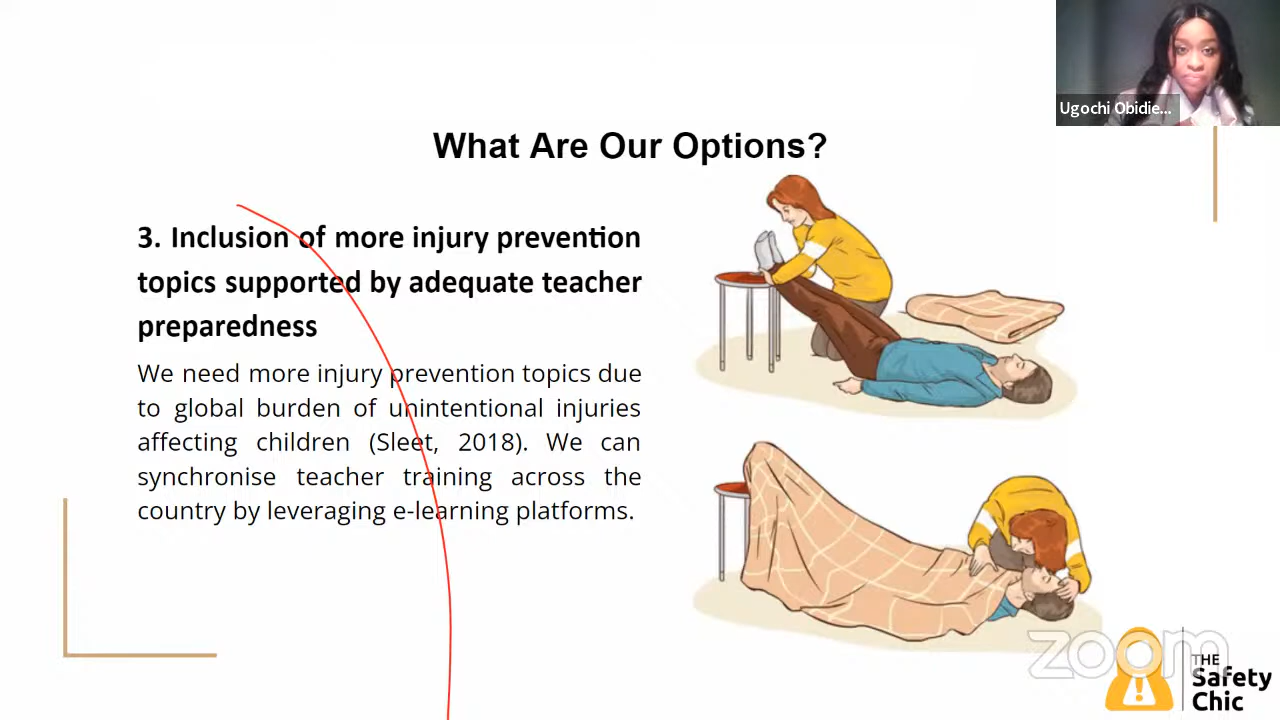 Ugochi Obidie...
What Are Our Options?
3. Inclusion of more injury prevention
topics supported by adequate teacher
preparedness
We need more injury prevention topics due
to global burden of unintentional injuries
affecting children (Sleet, 2018). We can
synchronise teacher training across the
country by leveraging e-learning platforms.
zoom
THE
Safety
Chic